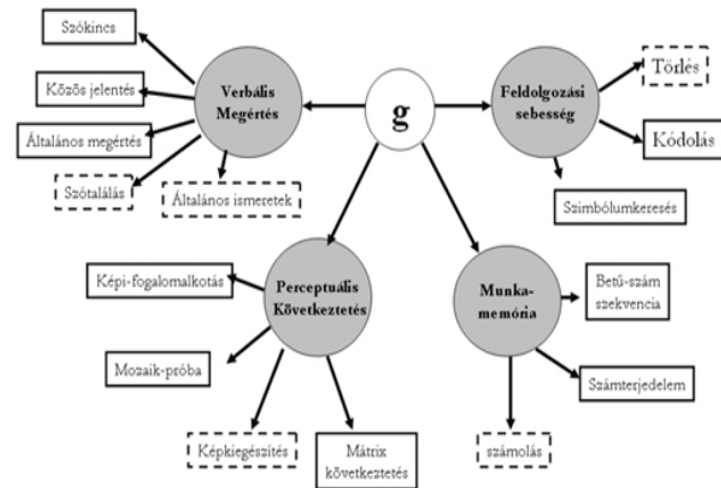 Szókincs
Közös jelentés
Általános megértés
Szótalálás
Általános ismeretek
Verbális
Megértés
g
Feldolgozási
sebesség
Törlés
Kódolás
Szimbólumkeresés
Képi-fogalomalkotás
Mozaik-próba
Képkiegészítés
Mátrix
következtetés
Perceptuális
Következtetés
Munka-
memória
Betű-szám
szekvencia
Számterjedelem
számolás